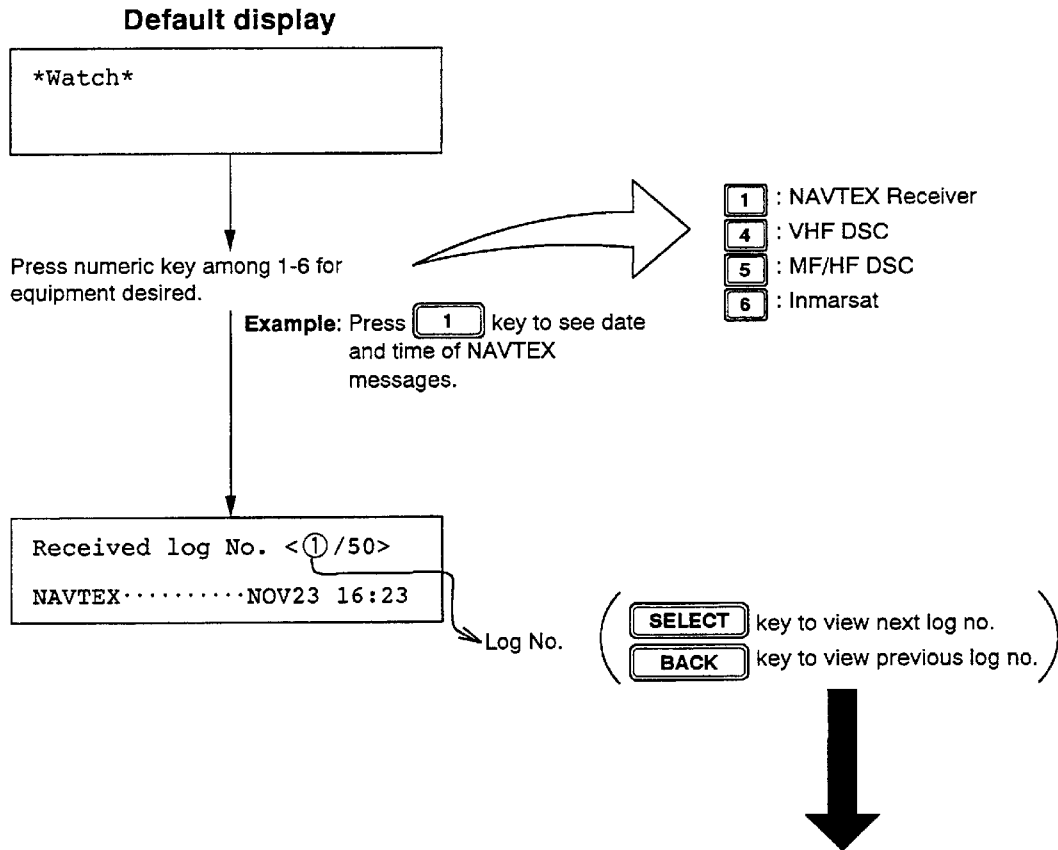 Default display
*Watch*
Press numeric key among 1-6 for
equipment desired.
1 : NAVTEX Receiver
4 : VHF DSC
5 : MF/HF DSC
6 : Inmarsat
Example: Press 1 key to see date
and time of NAVTEX
messages.
Received log No. <①/50>
NAVTEX··········NOV23 16:23
Log No.
SELECT key to view next log no.
BACK key to view previous log no.